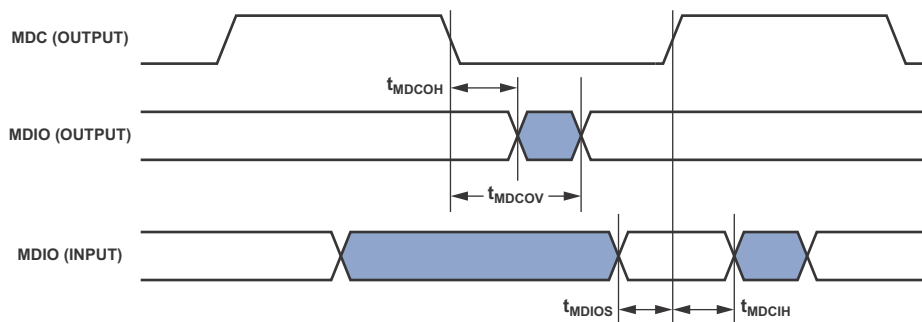 MDC (OUTPUT)
tMDCOH
MDIO (OUTPUT)
tMDCOV
MDIO (INPUT)
tMDIOS
tMDCIH